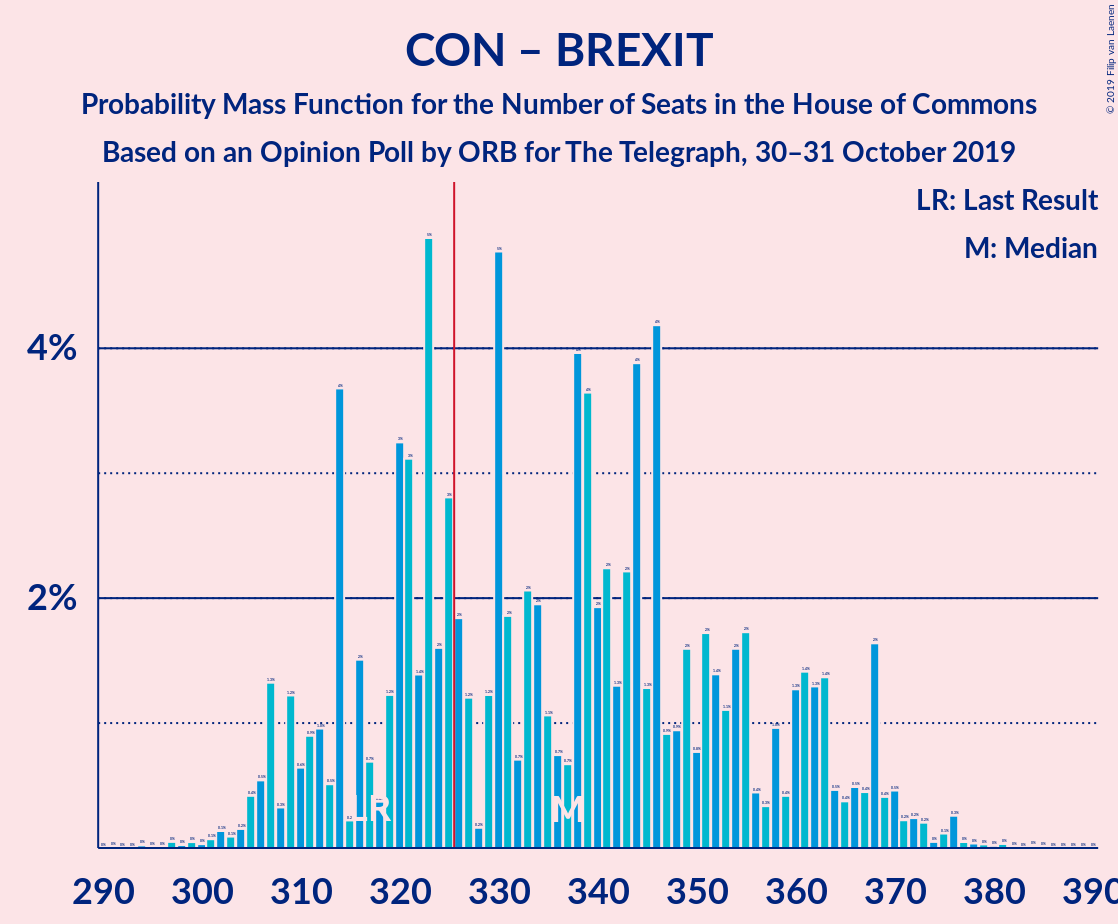 CON – BREXIT
Probability Mass Function for the Number of Seats in the House of Commons
Based on an Opinion Poll by ORB for The Telegraph, 30–31 October 2019
© 2019 Filip van Laenen
LR: Last Result
M: Median
4%
2%
LR
M
290 300 310 320 330 340 350 360 370 380 390